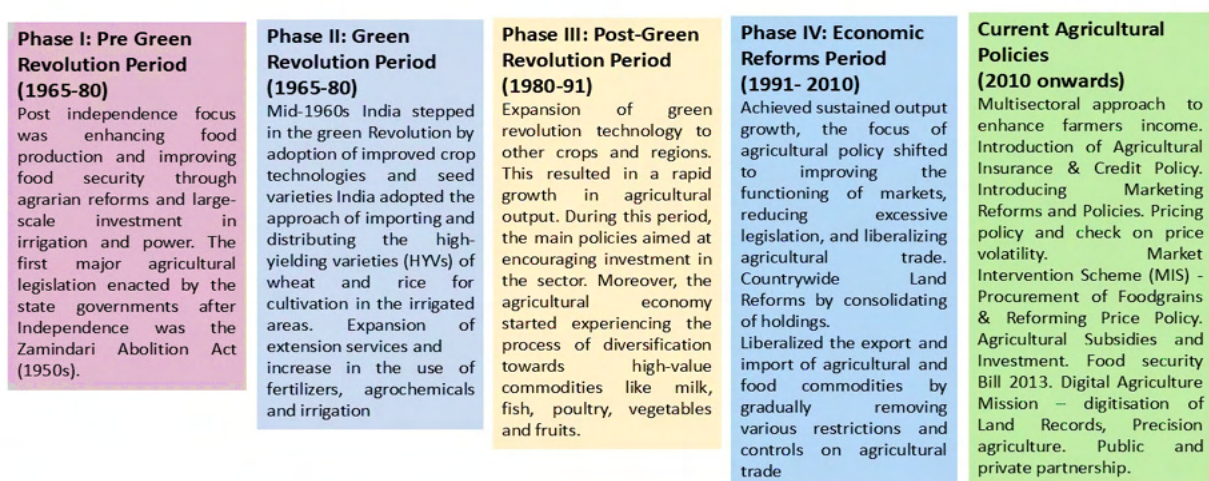 Phase I: Pre Green
Revolution Period
(1965-80)
Post independence focus
was enhancing food
production and improving
food security through
agrarian reforms and large-
scale investment in
irrigation and power. The
first major agricultural
legislation enacted by the
state governments after
Independence was the
Zamindari Abolition Act
(1950s).
Phase II: Green
Revolution Period
(1965-80)
Mid-1960s India stepped
in the green Revolution by
adoption of improved crop
technologies and seed
varieties India adopted the
approach of importing and
distributing the high-
yielding varieties (HYVs) of
wheat and rice for
cultivation in the irrigated
areas. Expansion of
extension services and
increase in the use of
fertilizers, agrochemicals
and irrigation
Phase III: Post-Green
Revolution Period
(1980-91)
Expansion of green
revolution technology to
other crops and regions.
This resulted in a rapid
growth in agricultural
output. During this period,
the main policies aimed at
encouraging investment in
the sector. Moreover, the
agricultural economy
started experiencing the
process of diversification
towards high-value
commodities like milk,
fish, poultry, vegetables
and fruits.
Phase IV: Economic
Reforms Period
(1991- 2010)
Achieved sustained output
growth, the focus of
agricultural policy shifted
to improving the
functioning of markets,
reducing excessive
legislation, and liberalizing
agricultural trade.
Countrywide Land
Reforms by consolidating
of holdings.
Liberalized the export and
import of agricultural and
food commodities by
gradually removing
various restrictions and
controls on agricultural
trade
Current Agricultural
Policies
(2010 onwards)
Multisectoral approach to
enhance farmers income.
Introduction of Agricultural
Insurance & Credit Policy.
Introducing Marketing
Reforms and Policies. Pricing
policy and check on price
volatility. Market
Intervention Scheme (MIS) -
Procurement of Foodgrains
& Reforming Price Policy.
Agricultural Subsidies and
Investment. Food security
Bill 2013. Digital Agriculture
Mission – digitisation of
Land Records, Precision
agriculture. Public and
private partnership.